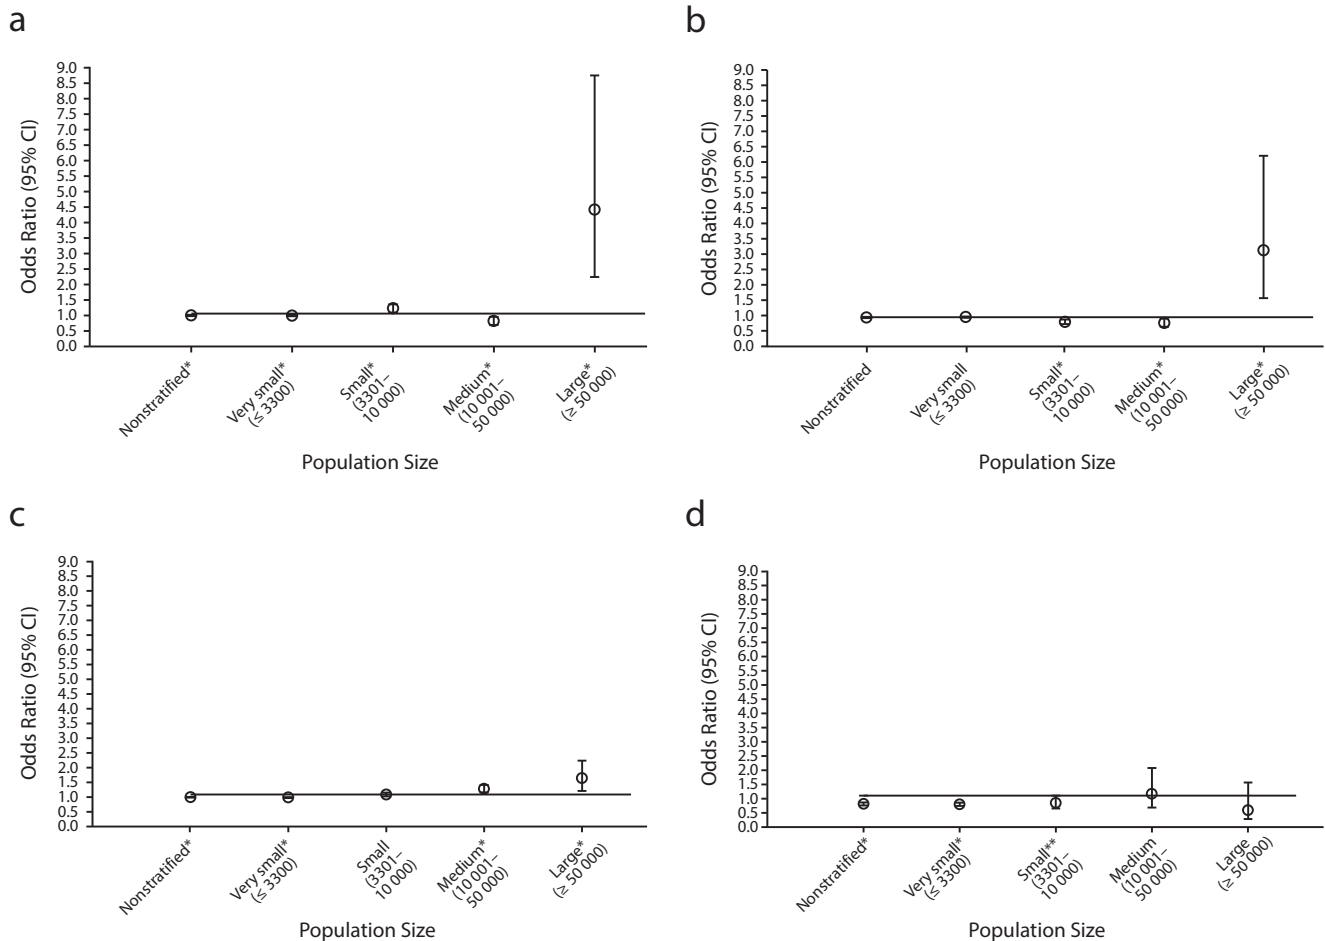 a
Odds Ratio (95% CI)
9.0
8.5
8.0
7.5
7.0
6.5
6.0
5.5
5.0
4.5
4.0
3.5
3.0
2.5
2.0
1.5
1.0
0.5
0.0
Nonstratified*
Very small*
(≤ 3300)
Small*
(3301–
10 000)
Medium*
(10 001–
50 000)
Large*
(≥ 50 000)
Population Size
b
Odds Ratio (95% CI)
9.0
8.5
8.0
7.5
7.0
6.5
6.0
5.5
5.0
4.5
4.0
3.5
3.0
2.5
2.0
1.5
1.0
0.5
0.0
Nonstratified
Very small
(≤ 3300)
Small*
(3301–
10 000)
Medium*
(10 001–
50 000)
Large*
(≥ 50 000)
Population Size
c
Odds Ratio (95% CI)
9.0
8.5
8.0
7.5
7.0
6.5
6.0
5.5
5.0
4.5
4.0
3.5
3.0
2.5
2.0
1.5
1.0
0.5
0.0
Nonstratified*
Very small*
(≤ 3300)
Small
(3301–
10 000)
Medium*
(10 001–
50 000)
Large*
(≥ 50 000)
Population Size
d
Odds Ratio (95% CI)
9.0
8.5
8.0
7.5
7.0
6.5
6.0
5.5
5.0
4.5
4.0
3.5
3.0
2.5
2.0
1.5
1.0
0.5
0.0
Nonstratified*
Very small*
(≤ 3300)
Small**
(3301–
10 000)
Medium
(10 001–
50 000)
Large
(≥ 50 000)
Population Size